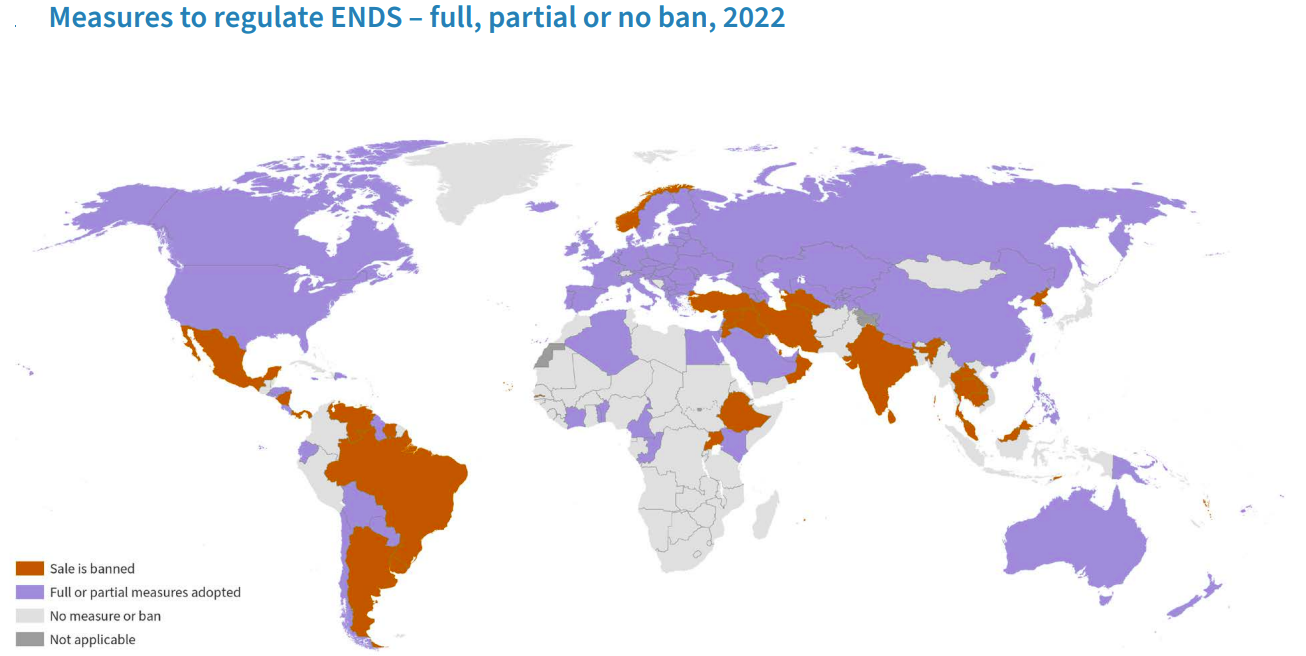 Measures to regulate ENDS – full, partial or no ban, 2022
Sale is banned
Full or partial measures adopted
No measure or ban
Not applicable